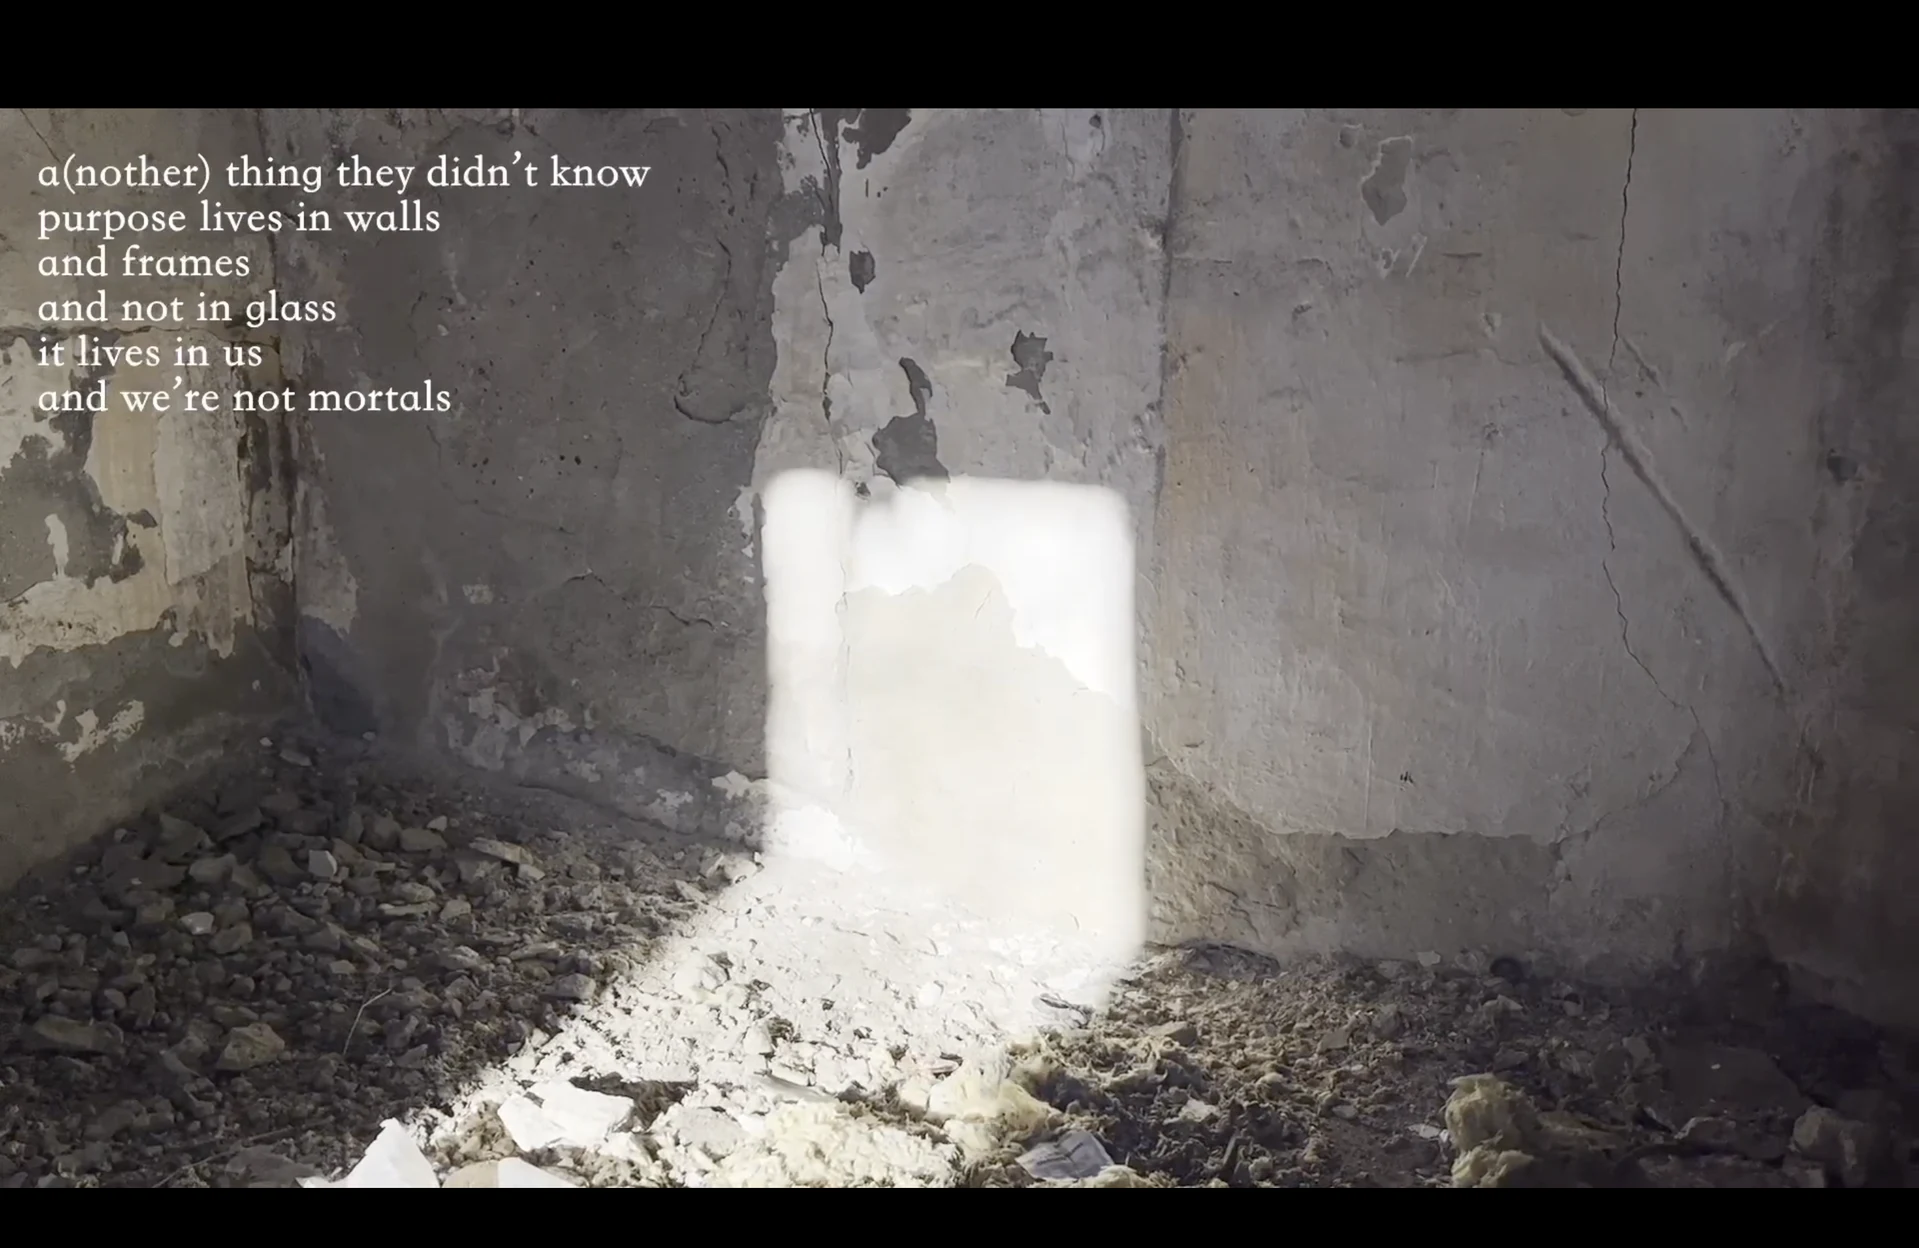 a(nother) thing they didn’t know
purpose lives in walls
and frames
and not in glass
it lives in us
and we’re not mortals